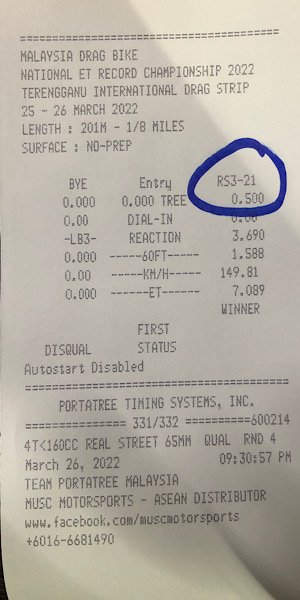 ================================
MALAYSIA DRAG BIKE
NATIONAL ET RECORD CHAMPIONSHIP 2022
TERENGGANU INTERNATIONAL DRAG STRIP
25 - 26 MARCH 2022
LENGTH : 201M - 1/8 MILES
SURFACE : NO-PREP
BYE Entry RS3-21
0.000 0.000 TREE 0.500
0.00 DIAL-IN 0.00
-LB3- REACTION 3.690
0.000 -----60FT----- 1.588
0.00 -----KM/H----- 149.81
0.000 ------ET------ 7.089
WINNER
FIRST
DISQUAL STATUS
Autostart Disabled
================================
PORTATREE TIMING SYSTEMS, INC.
=============== 331/332 ==========600214
4T<160CC REAL STREET 65MM QUAL RND 4
March 26, 2022 09:30:57 PM
TEAM PORTATREE MALAYSIA
MUSC MOTORSPORTS - ASEAN DISTRIBUTOR
www.facebook.com/muscmotorsports
+6016-6681490